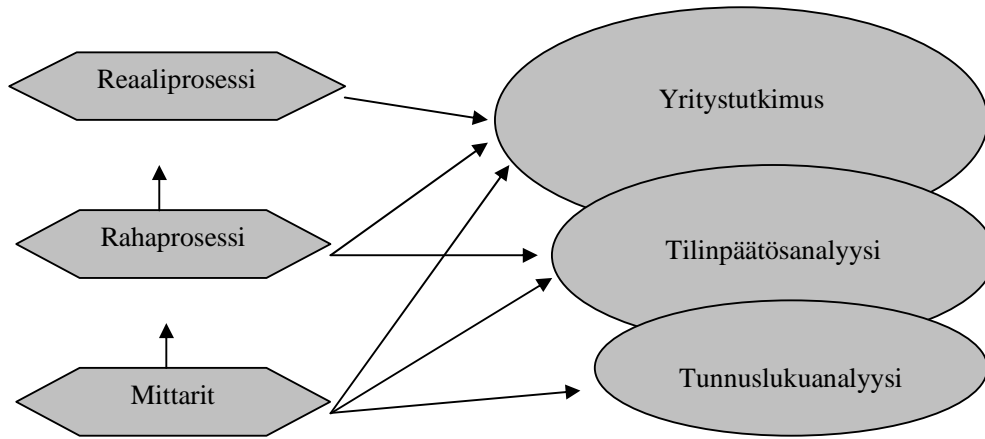 Reaaliprosessi
Yritystutkimus
Rahaprosessi
Tilinpäätösanalyysi
Mittarit
Tunnuslukuanalyysi